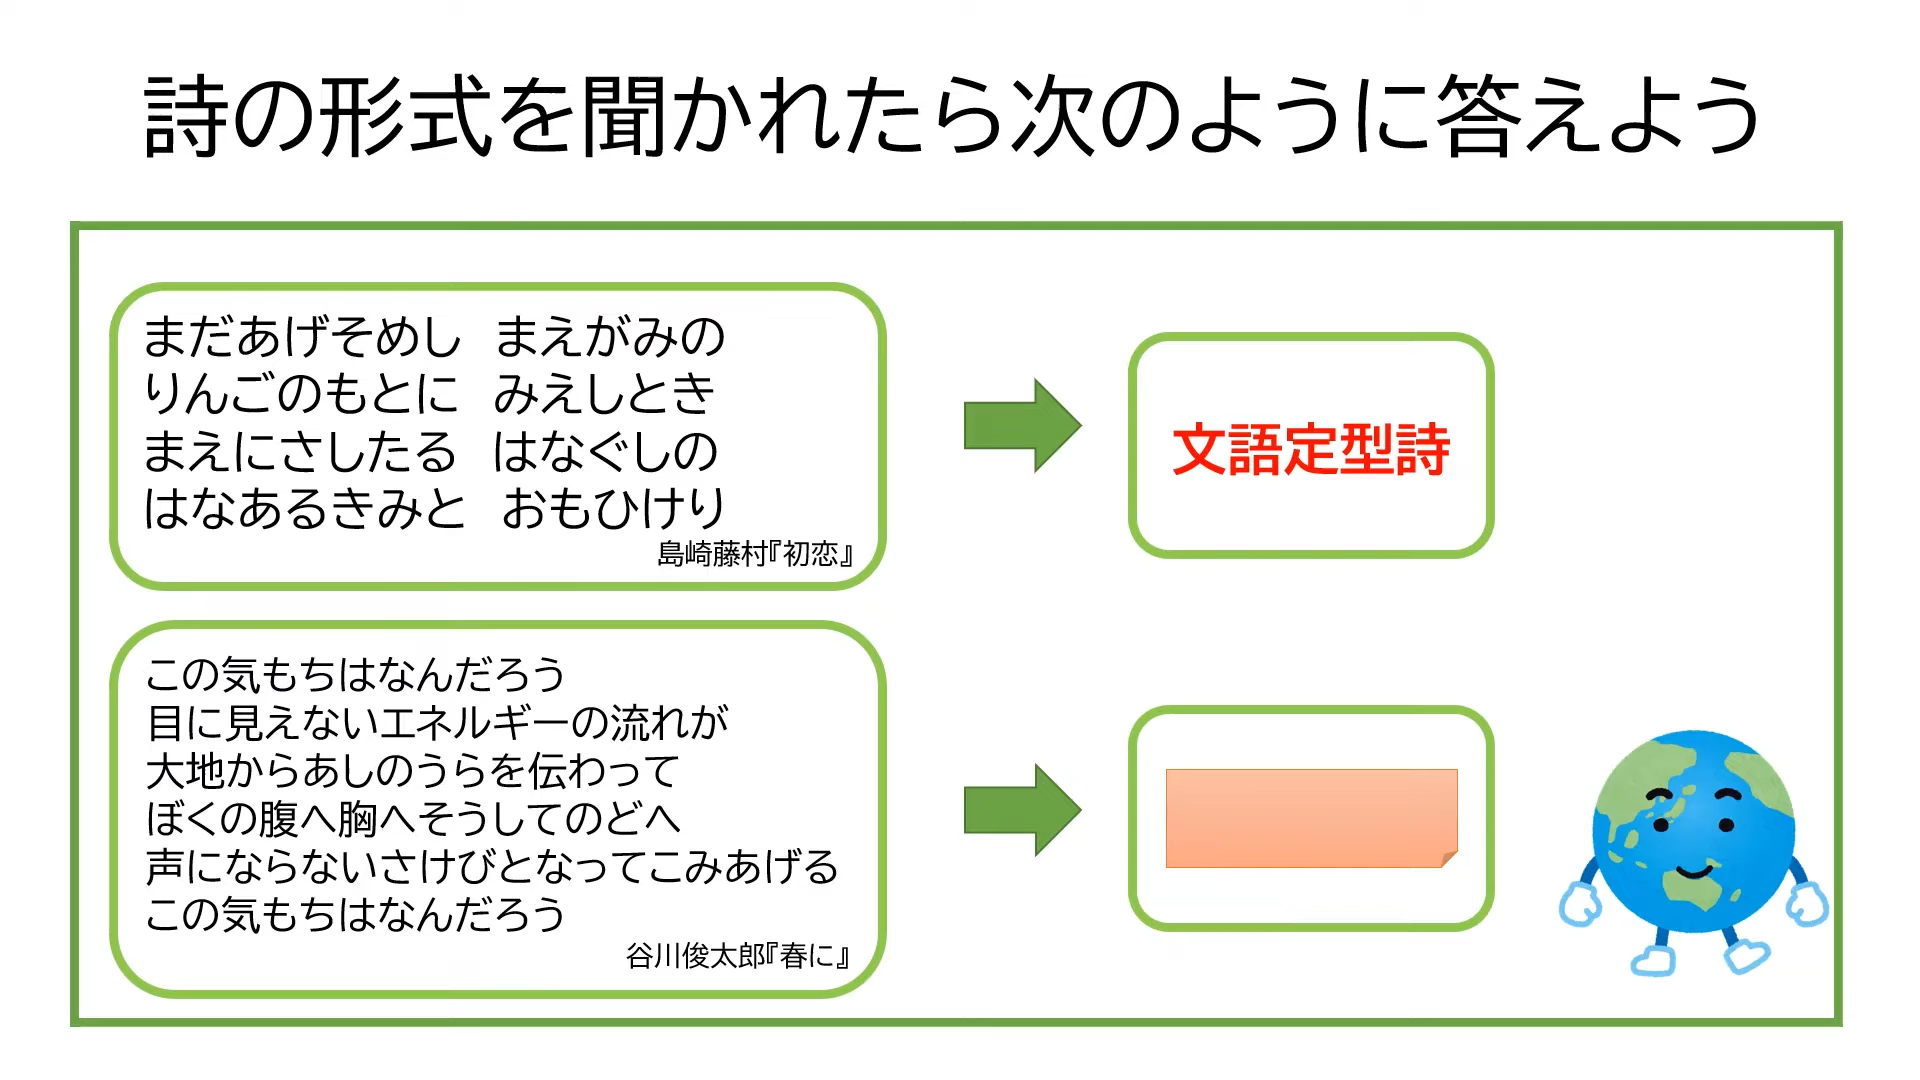 詩の形式を聞かれたら次のように答えよう
まだあげそめし まえがみの
りんごのもとに みえしとき
まえにさしたる はなぐしの
はなあるきみと おもひけり
島崎藤村『初恋』
文語定型詩
この気もちはなんだろう
目に見えないエネルギーの流れが
大地からあしのうらを伝わって
ぼくの腹へ胸へそうしてのどへ
声にならないさけびとなってこみあげる
この気もちはなんだろう
谷川俊太郎『春に』